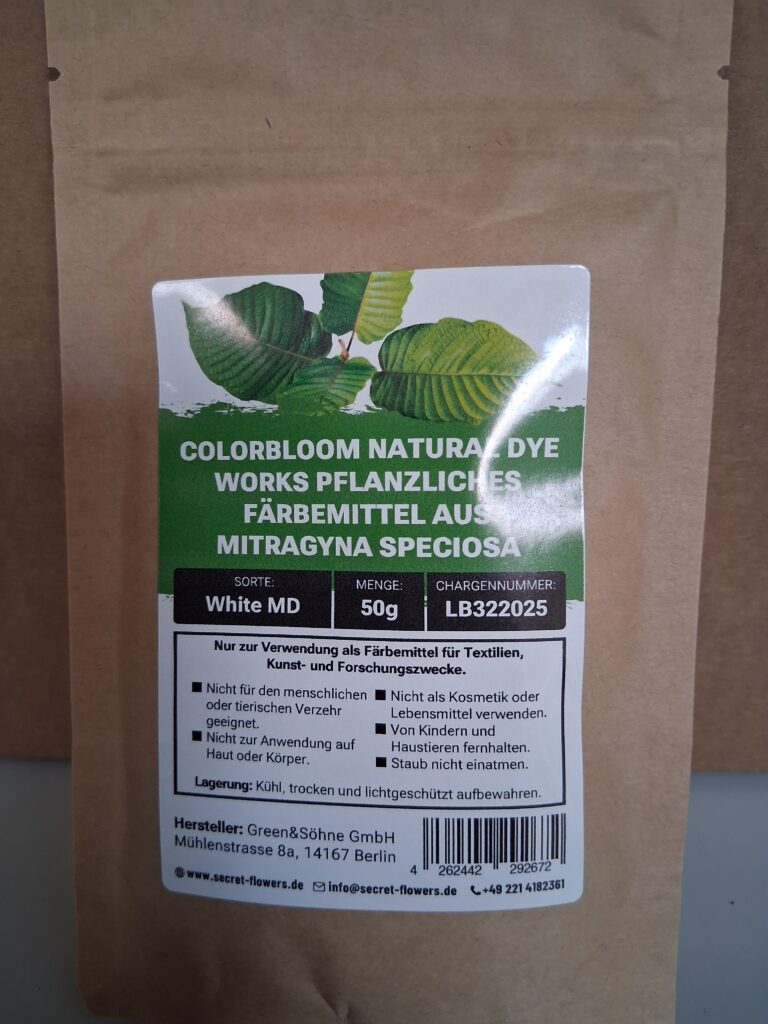 COLORBLOOM NATURAL DYE
WORKS PFLANZLICHES
FÄRBEMITTEL AUS
MITRAGYNA SPECIOSA
SORTE:
White MD
MENGE:
50g
CHARGENNUMMER:
LB322025
Nur zur Verwendung als Färbemittel für Textilien,
Kunst- und Forschungszwecke.
■ Nicht für den menschlichen
oder tierischen Verzehr
geeignet.
■ Nicht zur Anwendung auf
Haut oder Körper.
■ Nicht als Kosmetik oder
Lebensmittel verwenden.
■ Von Kindern und
Haustieren fernhalten.
■ Staub nicht einatmen.
Lagerung: Kühl, trocken und lichtgeschützt aufbewahren.
Hersteller: Green&Söhne GmbH
Mühlenstrasse 8a, 14167 Berlin
4 262442 292672
www.secret-flowers.de info@secret-flowers.de +49 221 4182361